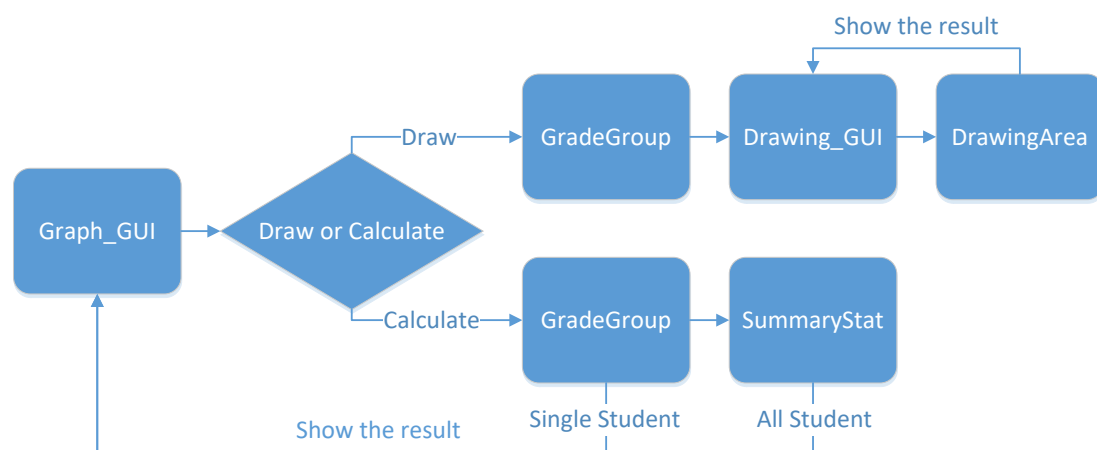 Show the result
Draw
GradeGroup
Drawing_GUI
DrawingArea
Graph_GUI
Draw or Calculate
Calculate
GradeGroup
SummaryStat
Single Student
All Student
Show the result